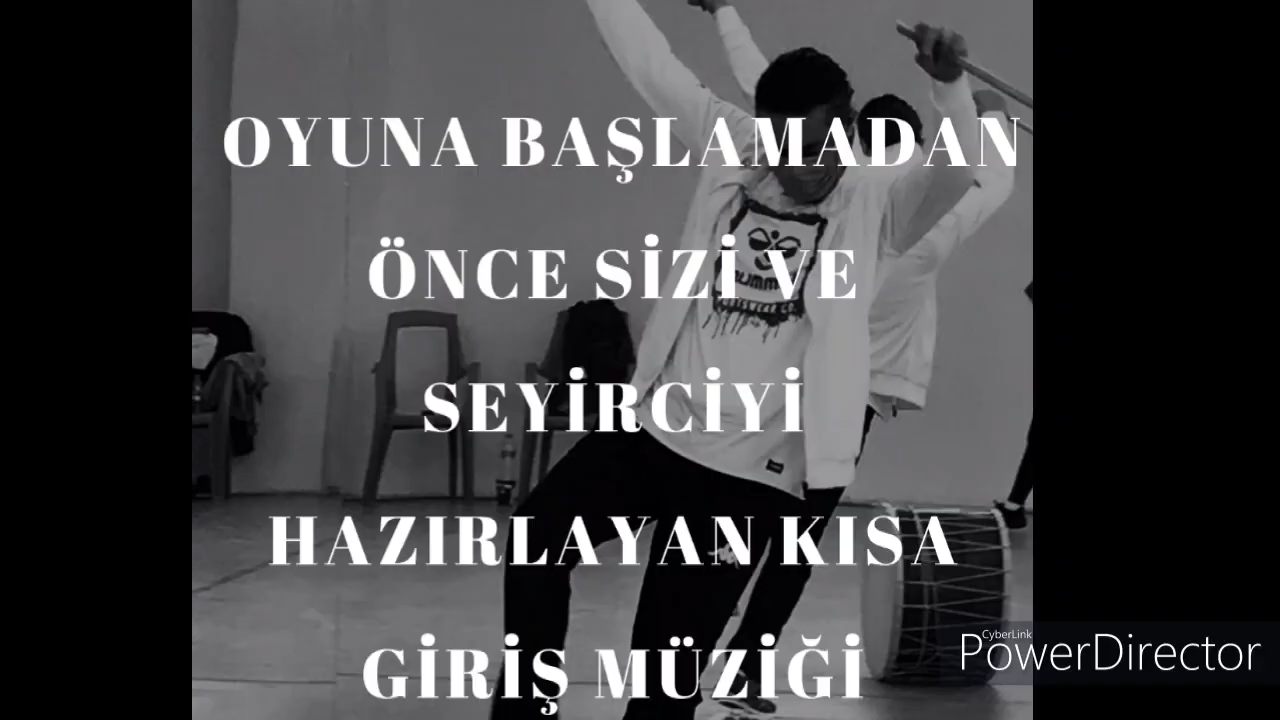 OYUNA BAŞLAMADAN
ÖNCE SİZİ VE
SEYİRCİYİ
HAZIRLAYAN KISA
GİRİŞ MÜZİĞİ
CyberLink
PowerDirector